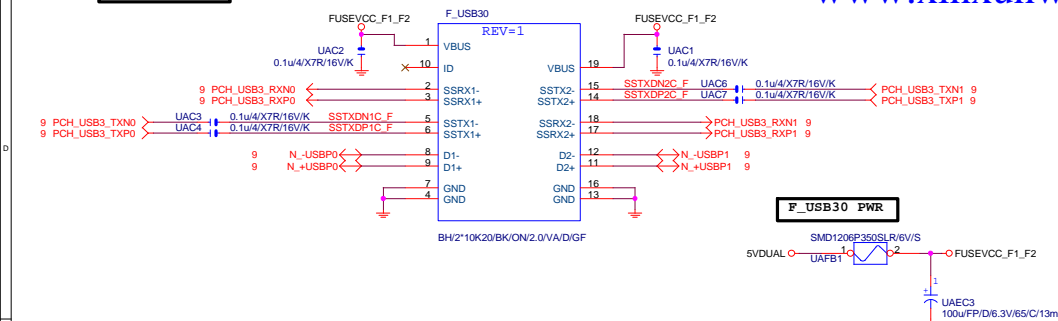 F_USB30
REV=1
FUSEVCC_F1_F2
FUSEVCC_F1_F2
UAC2
0.1u/4/X7R/16V/K
UAC1
0.1u/4/X7R/16V/K
1 VBUS
10 ID
VBUS 19
9 PCH_USB3_RXN0 2 SSRX1-
9 PCH_USB3_RXP0 3 SSRX1+
SSTX2- 15 SSTXDN2C_F UAC6 0.1u/4/X7R/16V/K PCH_USB3_TXN1 9
SSTX2+ 14 SSTXDP2C_F UAC7 0.1u/4/X7R/16V/K PCH_USB3_TXP1 9
9 PCH_USB3_TXN0 UAC3 0.1u/4/X7R/16V/K SSTXDN1C_F 5 SSTX1-
9 PCH_USB3_TXP0 UAC4 0.1u/4/X7R/16V/K SSTXDP1C_F 6 SSTX1+
SSRX2- 18 PCH_USB3_RXN1 9
SSRX2+ 17 PCH_USB3_RXP1 9
9 N_-USBP0 8 D1-
9 N_+USBP0 9 D1+
D2- 12 N_-USBP1 9
D2+ 11 N_+USBP1 9
7 GND
4 GND
GND 16
GND 13
BH/2*10K20/BK/ON/2.0/VA/D/GF
D
F_USB30 PWR
SMD1206P350SLR/6V/S
5VDUAL 1 2 FUSEVCC_F1_F2
UAFB1
1
+
UAEC3
100u/FP/D/6.3V/65/C/13m